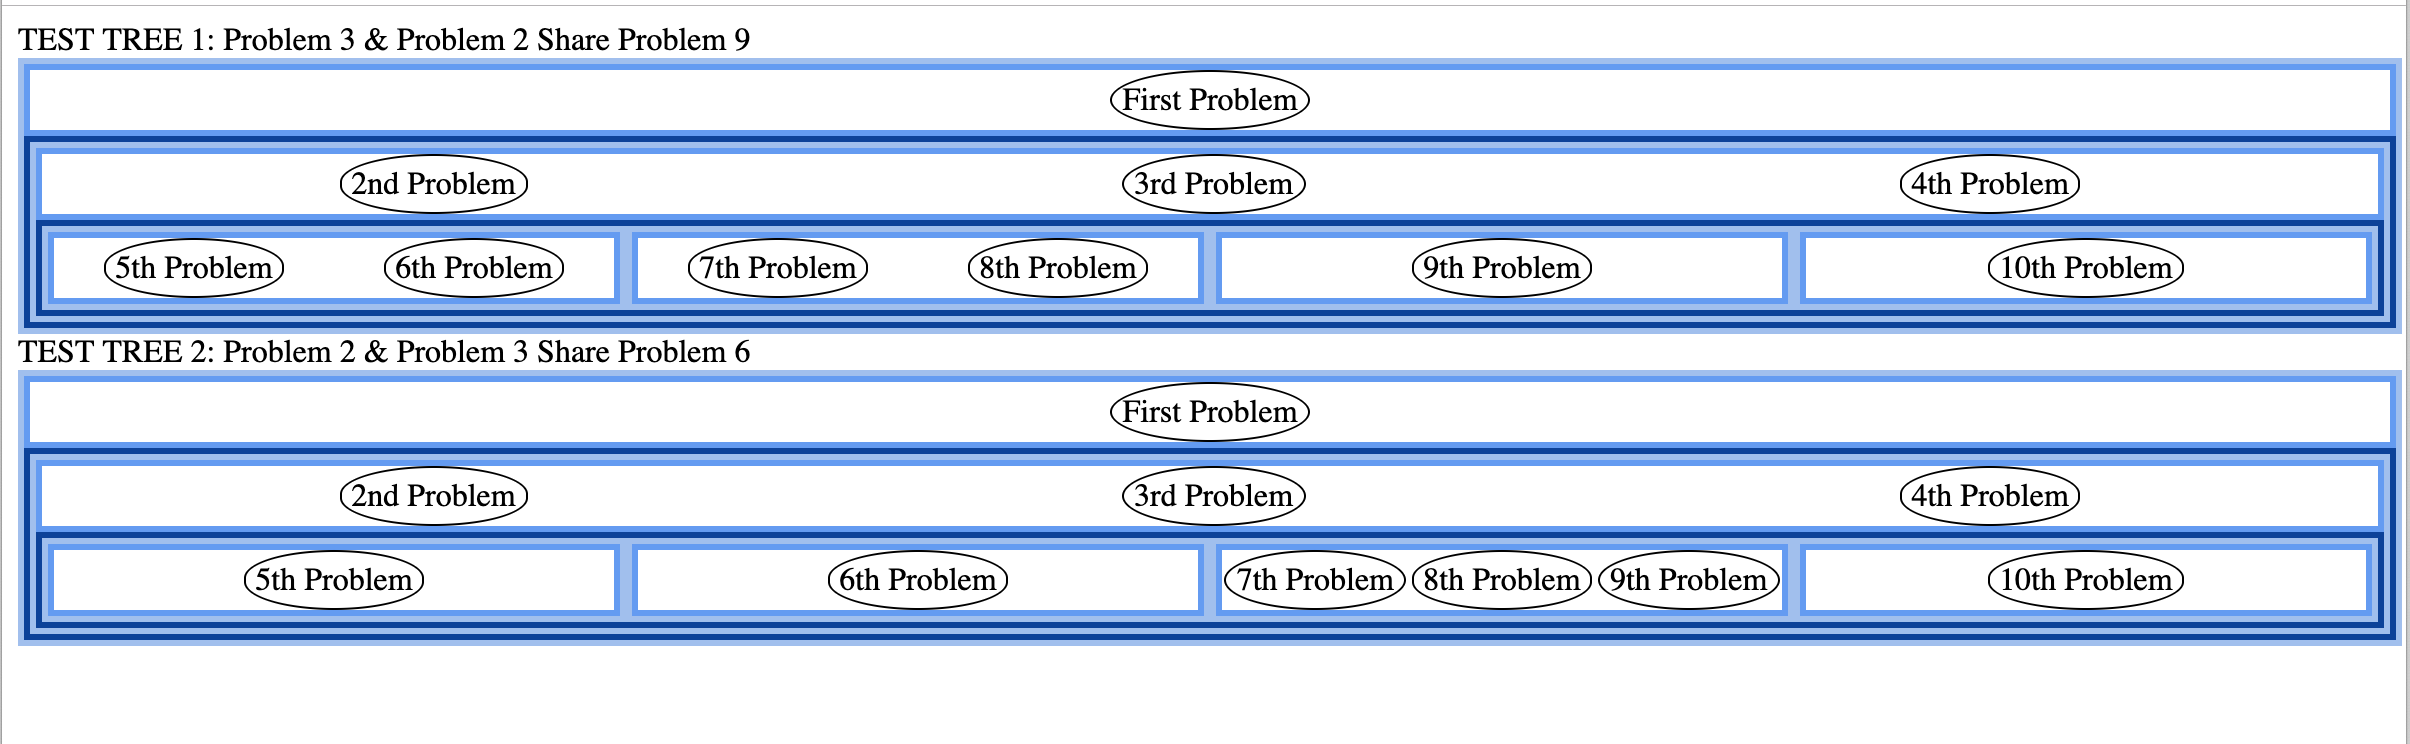 TEST TREE 1: Problem 3 & Problem 2 Share Problem 9
First Problem
2nd Problem 3rd Problem 4th Problem
5th Problem 6th Problem 7th Problem 8th Problem 9th Problem 10th Problem
TEST TREE 2: Problem 2 & Problem 3 Share Problem 6
First Problem
2nd Problem 3rd Problem 4th Problem
5th Problem 6th Problem 7th Problem 8th Problem 9th Problem 10th Problem